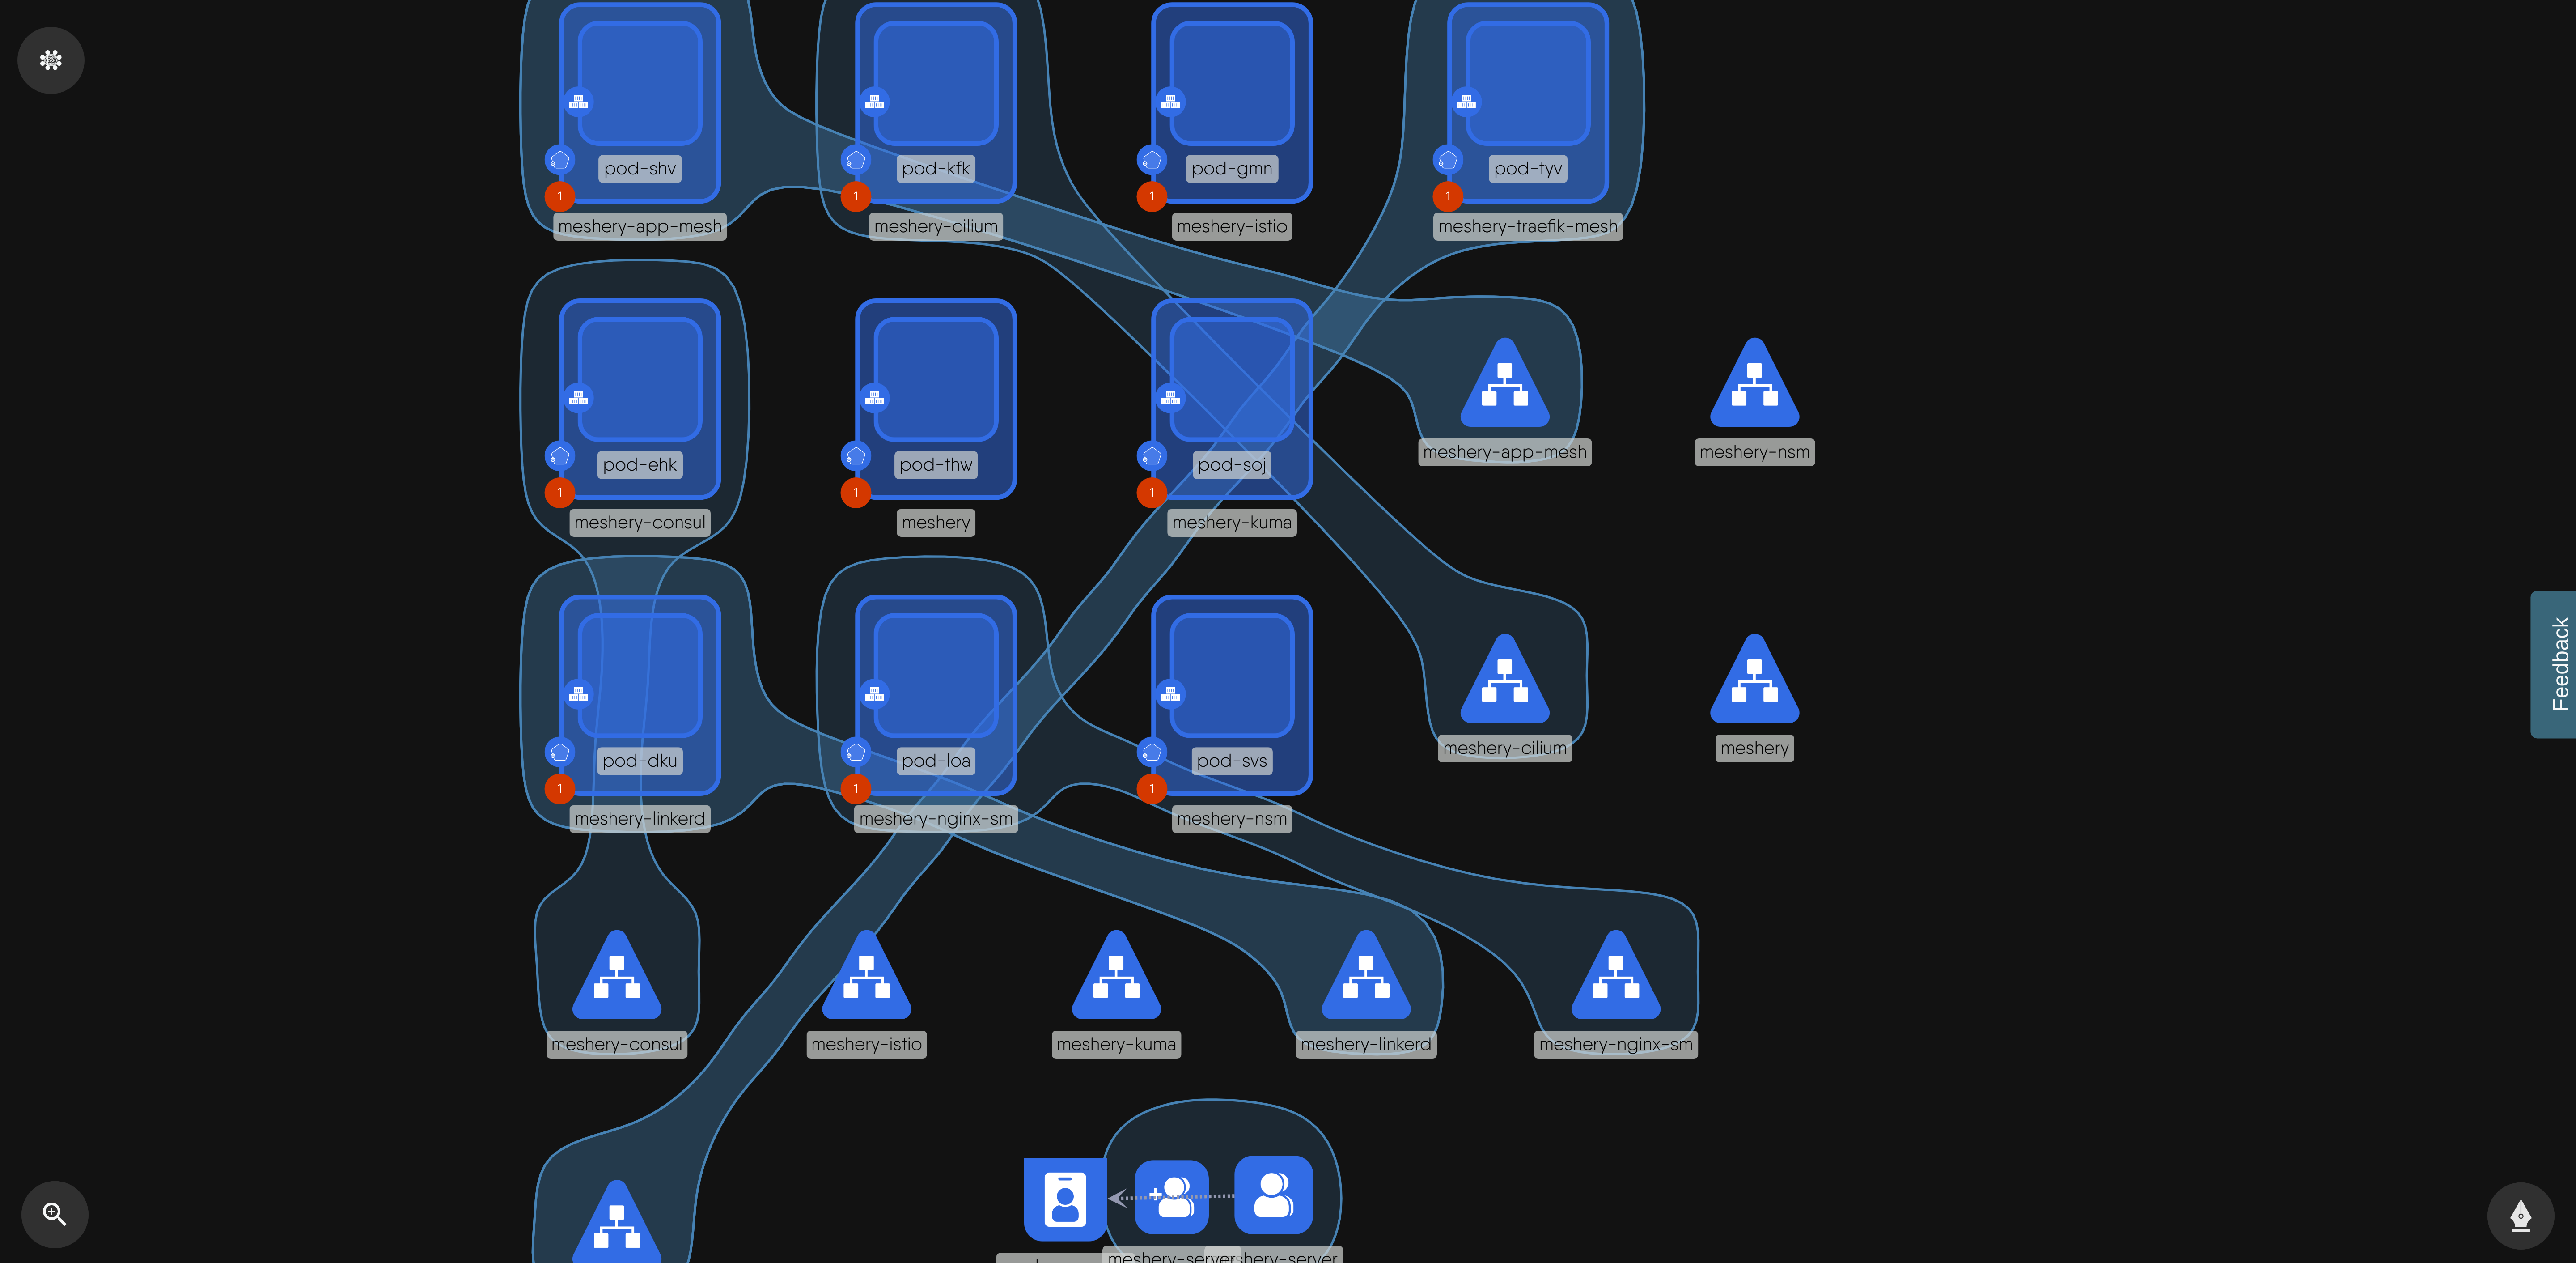 pod-shv
pod-kfk
pod-gmn
pod-tyv
1
1
1
1
meshery-app-mesh
meshery-cilium
meshery-istio
meshery-traefik-mesh
pod-ehk
pod-thw
pod-soj
meshery-app-mesh
meshery-nsm
1
1
1
meshery-consul
meshery
meshery-kuma
Feedback
pod-dku
pod-loa
pod-svs
meshery-cilium
meshery
1
1
1
meshery-linkerd
meshery-nginx-sm
meshery-nsm
meshery-consul
meshery-istio
meshery-kuma
meshery-linkerd
meshery-nginx-sm
meshery-server